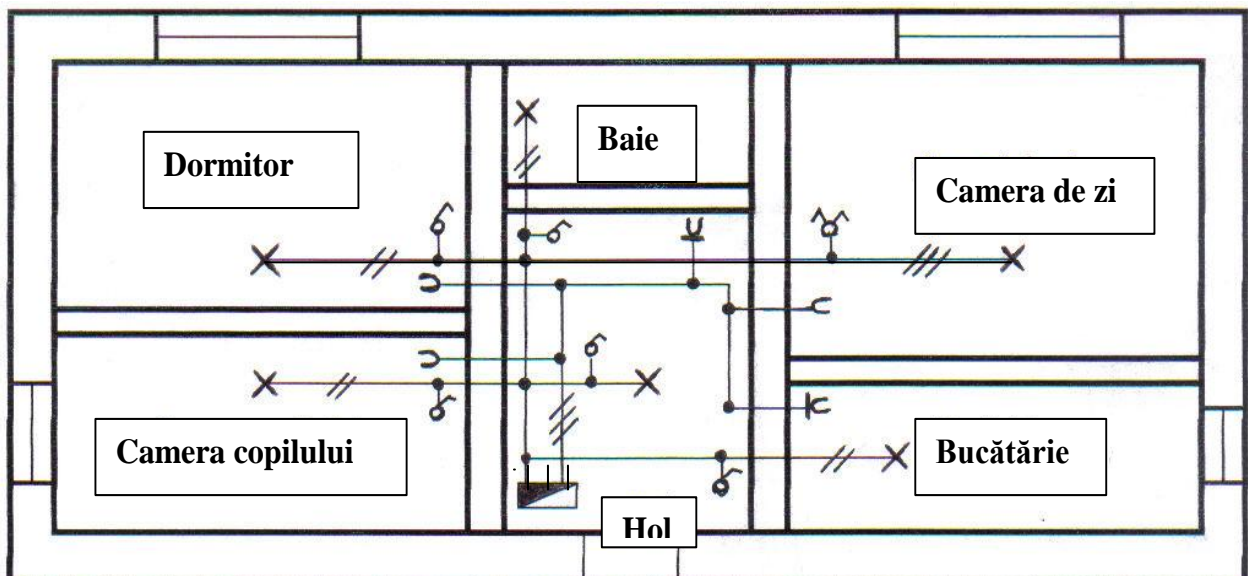 Dormitor
Baie
Camera de zi
Camera copilului
Bucătărie
Hol